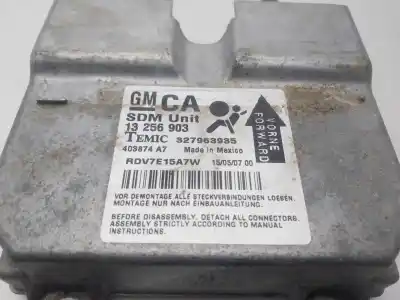 GM CA
SDM Unit
13 256 903
TEMIC 327963935
403874 A7 Made in Mexico
RDV7E15A7W 15/05/07 00
VORNE
FORWARD
VOR DEMONTAGE ALLE STECKVERBINDUNGEN LOESEN.
MONTAGE NUR NACH EINBAUANLEITUNG.
BEFORE DISASSEMBLY, DETACH ALL CONNECTORS.
ASSEMBLY STRICTLY ACCORDING TO MANUAL
INSTRUCTIONS.